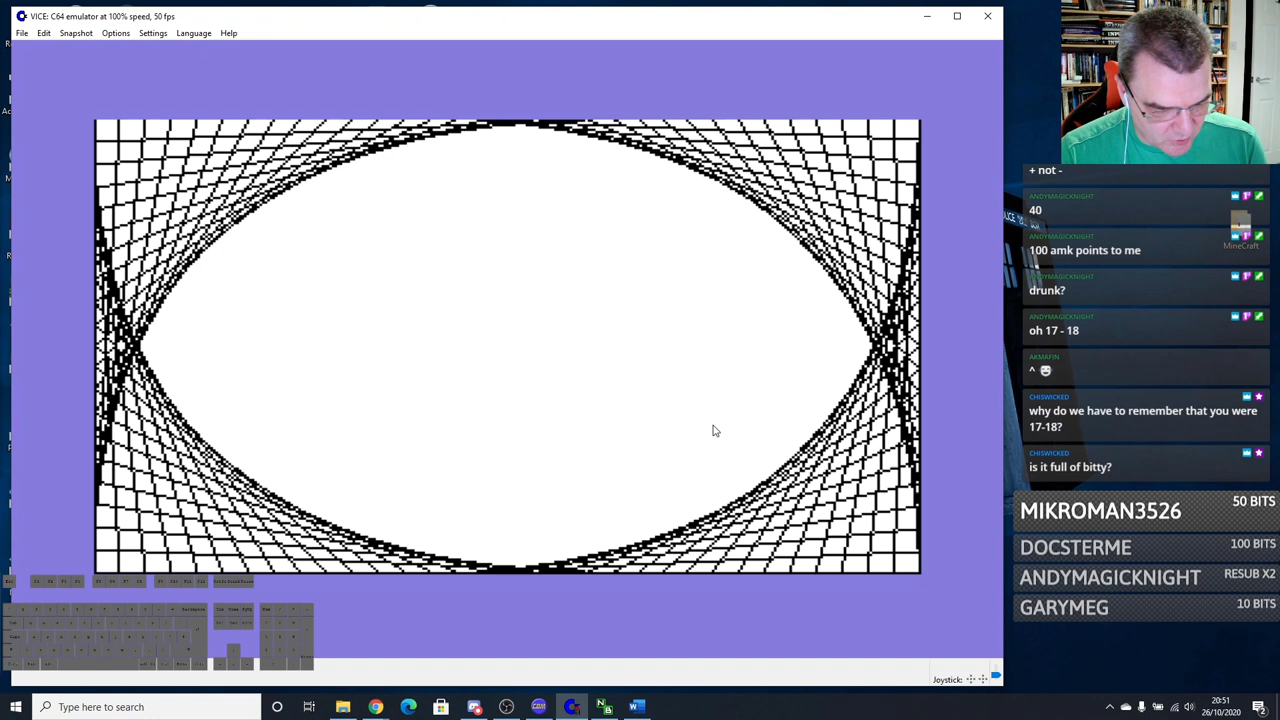 VICE: C64 emulator at 100% speed, 50 fps
File Edit Snapshot Options Settings Language Help
+ not -
ANDYMAGICKNIGHT
40
ANDYMAGICKNIGHT
100 amk points to me
MineCraft
ANDYMAGICKNIGHT
drunk?
ANDYMAGICKNIGHT
oh 17 - 18
AKMAFIN
^
CHISWICKED
why do we have to remember that you were
17-18?
CHISWICKED
is it full of bitty?
MIKROMAN3526 50 BITS
DOCSTERME 100 BITS
ANDYMAGICKNIGHT RESUB X2
GARYMEG 10 BITS
Joystick:
Type here to search
20:51
26/10/2020